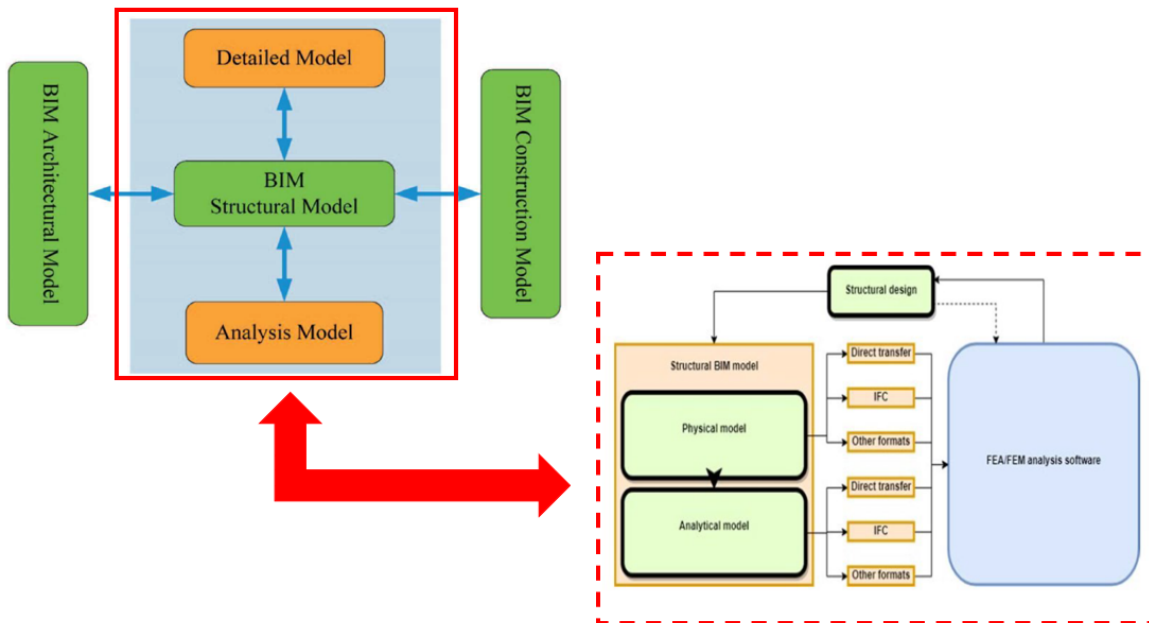 Detailed Model
BIM Architectural Model
BIM
Structural Model
BIM Construction Model
Analysis Model
Structural design
Structural BIM model
Physical model
Analytical model
Direct transfer
IFC
Other formats
Direct transfer
IFC
Other formats
FEA/FEM analysis software